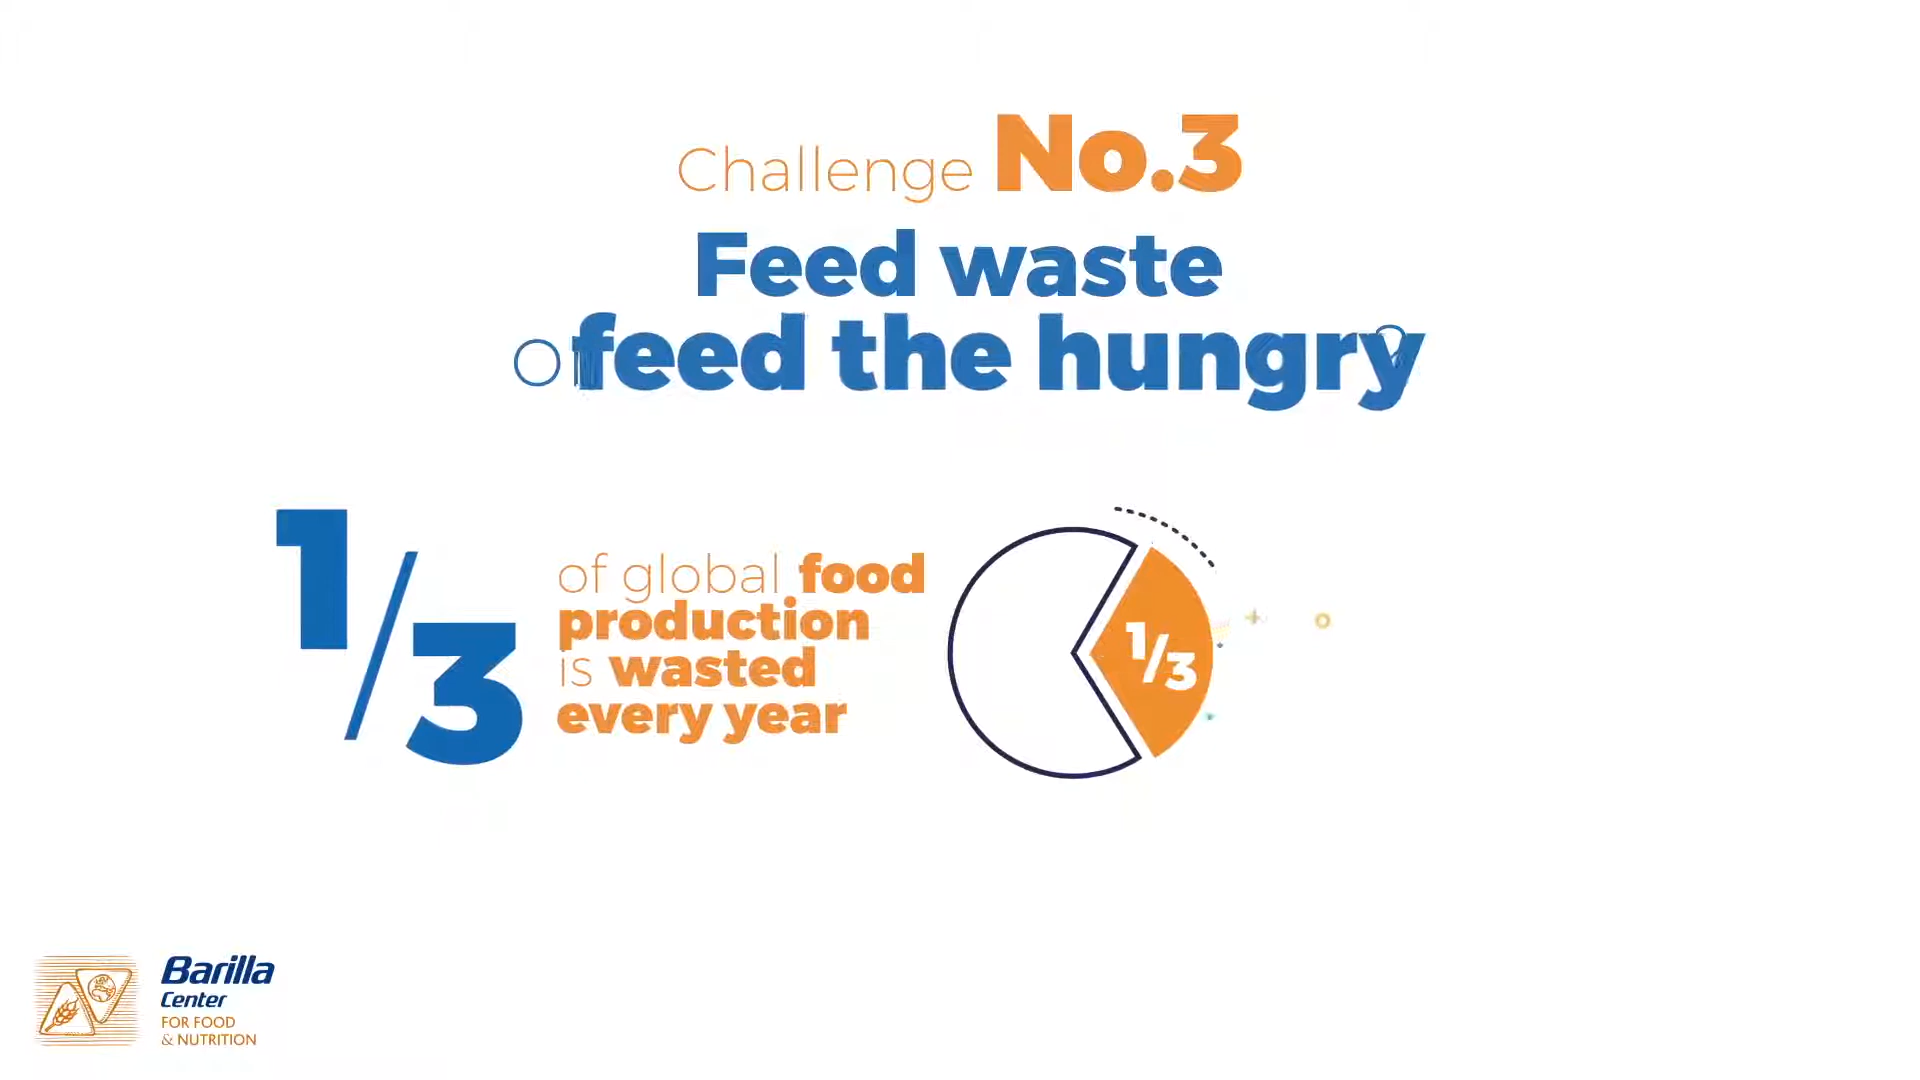 Challenge No.3
Feed waste
feed the hungry
1/3
of global food
production
is wasted
every year
1/3
Barilla
Center
FOR FOOD
& NUTRITION